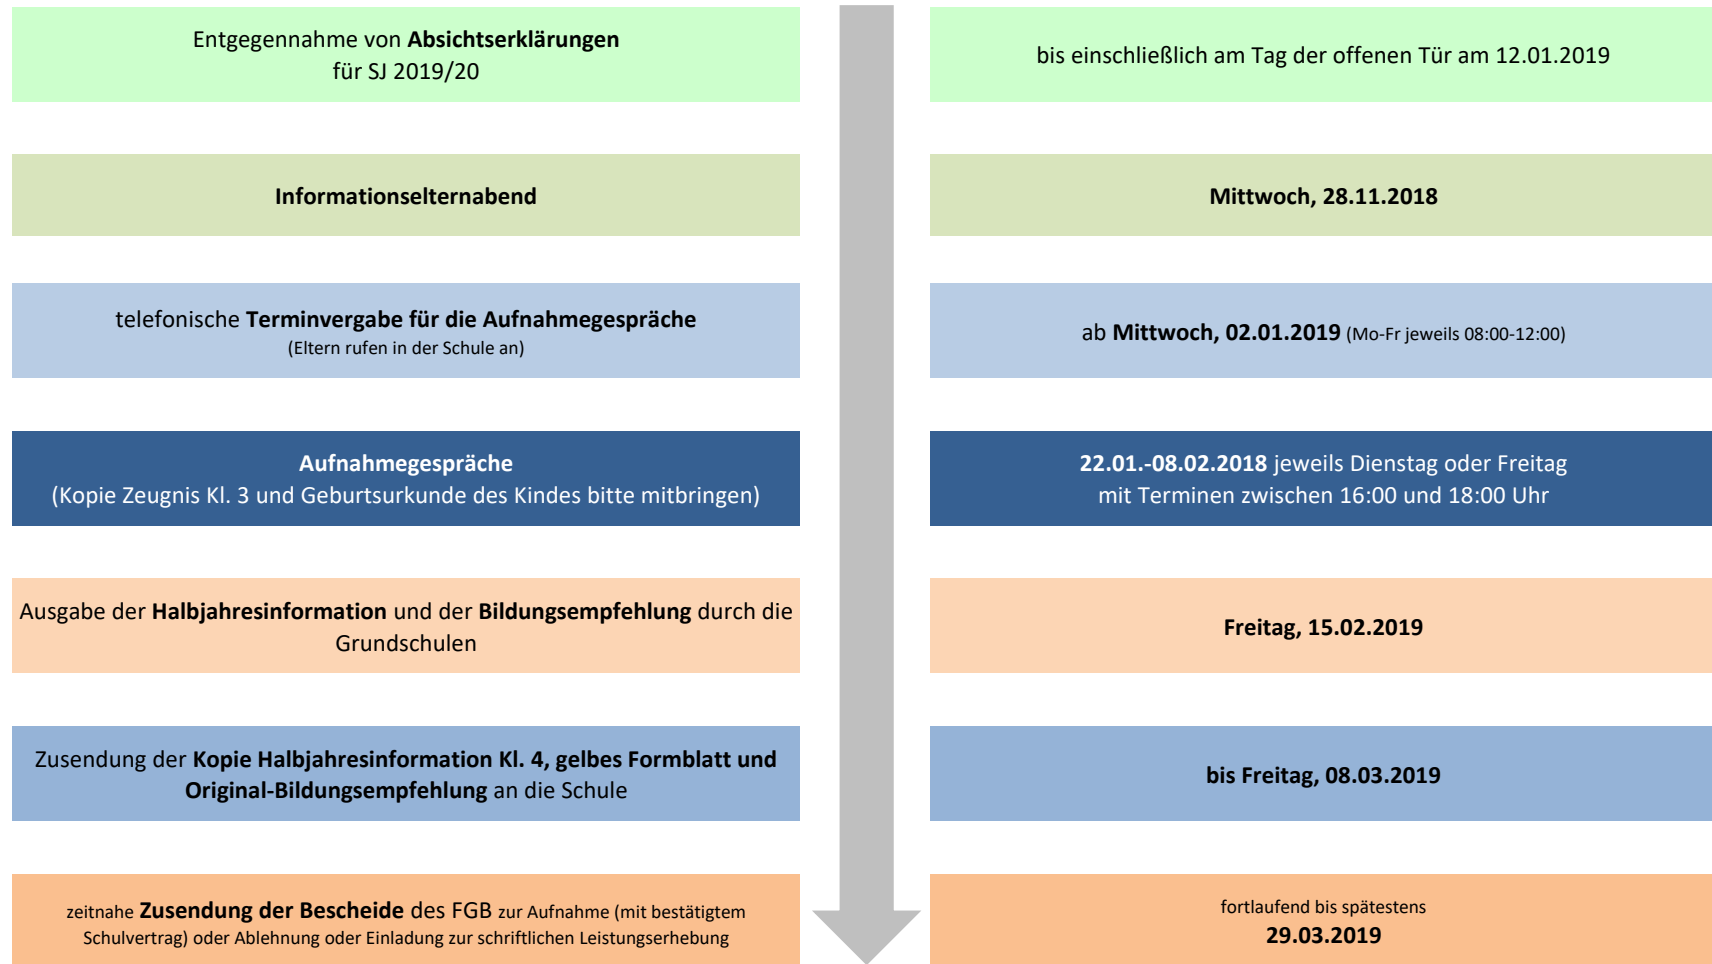 Entgegennahme von Absichtserklärungen
für SJ 2019/20
bis einschließlich am Tag der offenen Tür am 12.01.2019
Informationselternabend
Mittwoch, 28.11.2018
telefonische Terminvergabe für die Aufnahmegespräche
(Eltern rufen in der Schule an)
ab Mittwoch, 02.01.2019 (Mo-Fr jeweils 08:00-12:00)
Aufnahmegespräche
(Kopie Zeugnis Kl. 3 und Geburtsurkunde des Kindes bitte mitbringen)
22.01.-08.02.2018 jeweils Dienstag oder Freitag
mit Terminen zwischen 16:00 und 18:00 Uhr
Ausgabe der Halbjahresinformation und der Bildungsempfehlung durch die
Grundschulen
Freitag, 15.02.2019
Zusendung der Kopie Halbjahresinformation Kl. 4, gelbes Formblatt und
Original-Bildungsempfehlung an die Schule
bis Freitag, 08.03.2019
zeitnahe Zusendung der Bescheide des FGB zur Aufnahme (mit bestätigtem
Schulvertrag) oder Ablehnung oder Einladung zur schriftlichen Leistungserhebung
fortlaufend bis spätestens
29.03.2019